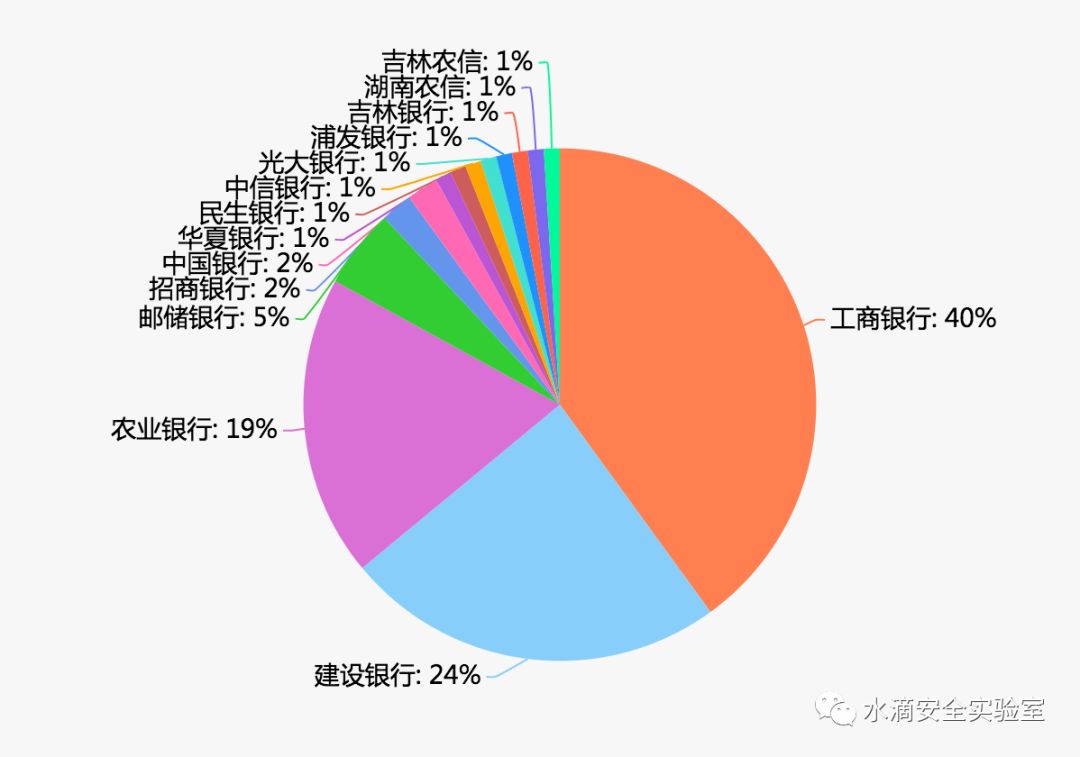 吉林农信: 1%
湖南农信: 1%
吉林银行: 1%
浦发银行: 1%
光大银行: 1%
中信银行: 1%
民生银行: 1%
华夏银行: 1%
中国银行: 2%
招商银行: 2%
邮储银行: 5%
工商银行: 40%
农业银行: 19%
建设银行: 24%
水滴安全实验室